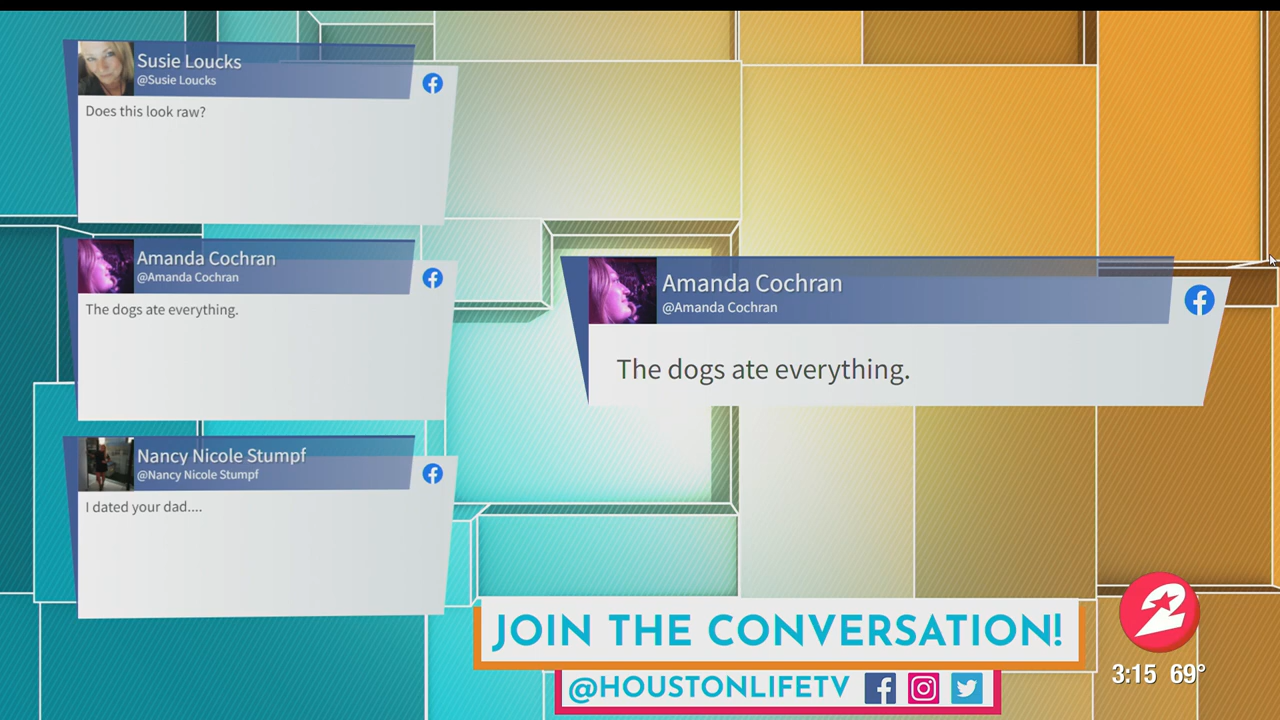 Susie Loucks
@Susie Loucks
Does this look raw?
Amanda Cochran
@Amanda Cochran
The dogs ate everything.
Nancy Nicole Stumpf
@Nancy Nicole Stumpf
I dated your dad....
Amanda Cochran
@Amanda Cochran
The dogs ate everything.
JOIN THE CONVERSATION!
@HOUSTONLIFETV
2
3:15 69°